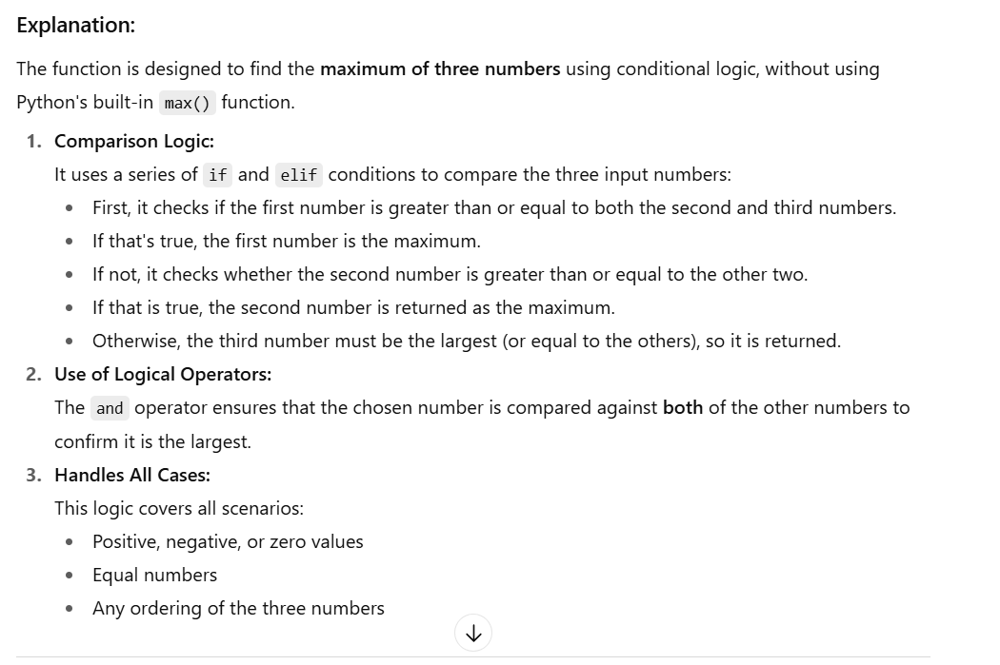 Explanation:
The function is designed to find the maximum of three numbers using conditional logic, without using
Python's built-in max() function.
1. Comparison Logic:
It uses a series of if and elif conditions to compare the three input numbers:
• First, it checks if the first number is greater than or equal to both the second and third numbers.
• If that's true, the first number is the maximum.
• If not, it checks whether the second number is greater than or equal to the other two.
• If that is true, the second number is returned as the maximum.
• Otherwise, the third number must be the largest (or equal to the others), so it is returned.
2. Use of Logical Operators:
The and operator ensures that the chosen number is compared against both of the other numbers to
confirm it is the largest.
3. Handles All Cases:
This logic covers all scenarios:
• Positive, negative, or zero values
• Equal numbers
• Any ordering of the three numbers